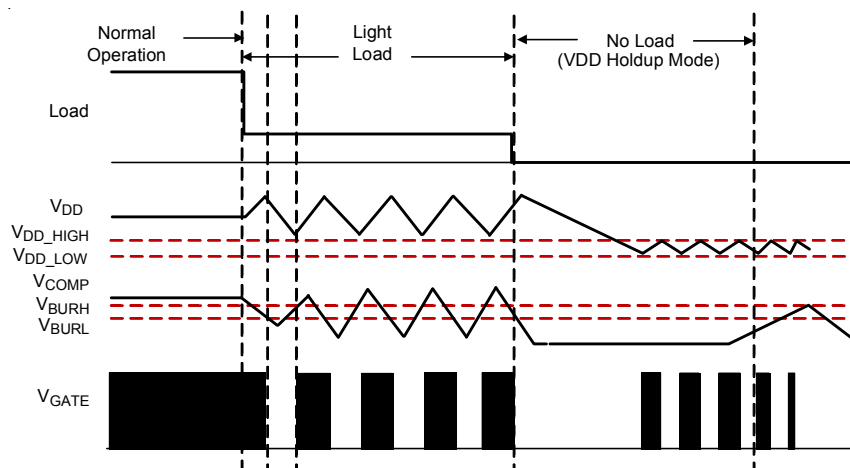 Normal
Operation
Light
Load
No Load
(VDD Holdup Mode)
Load
VDD
VDD_HIGH
VDD_LOW
VCOMP
VBURH
VBURL
VGATE